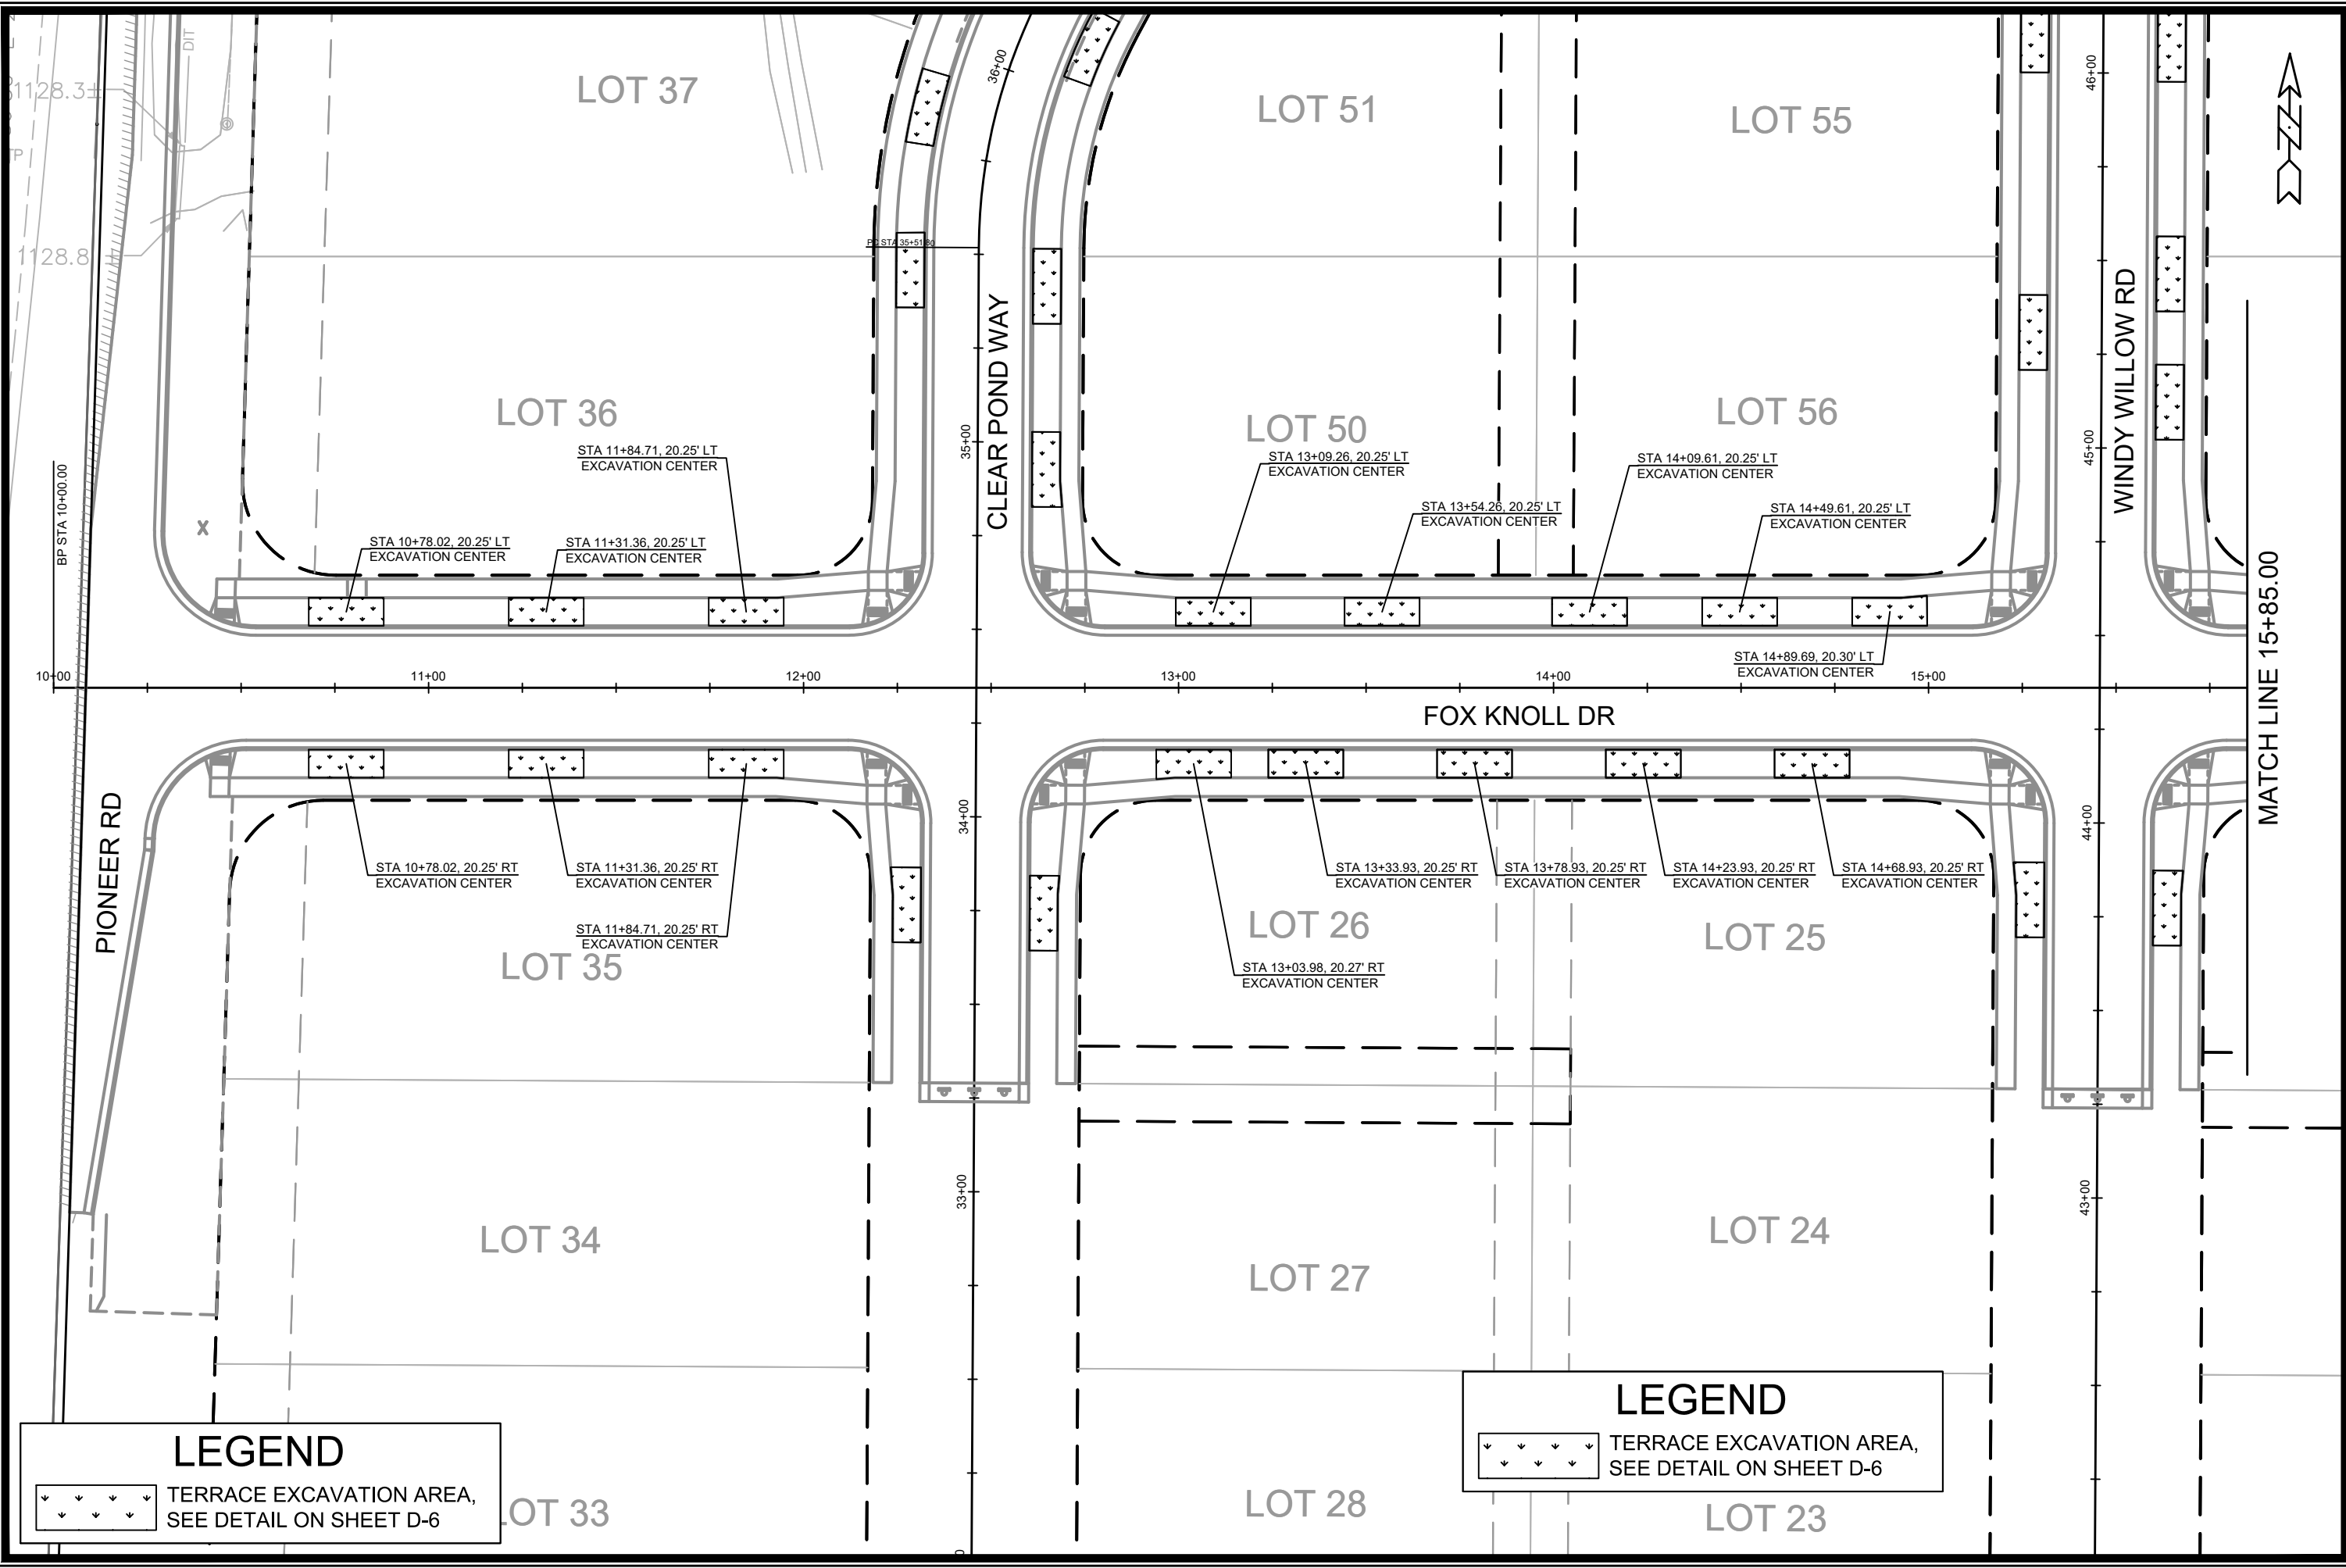 LOT 37
LOT 51
LOT 55
DIT
1128.3±
1128.8
36+00
46+00
PC STA 35+51.80
CLEAR POND WAY
WINDY WILLOW RD
LOT 36
LOT 50
LOT 56
35+00
45+00
BP STA 10+00.00
STA 11+84.71, 20.25' LT
EXCAVATION CENTER
STA 13+09.26, 20.25' LT
EXCAVATION CENTER
STA 14+09.61, 20.25' LT
EXCAVATION CENTER
STA 13+54.26, 20.25' LT
EXCAVATION CENTER
STA 14+49.61, 20.25' LT
EXCAVATION CENTER
STA 10+78.02, 20.25' LT
EXCAVATION CENTER
STA 11+31.36, 20.25' LT
EXCAVATION CENTER
STA 14+89.69, 20.30' LT
EXCAVATION CENTER
MATCH LINE 15+85.00
10+00
11+00
12+00
13+00
14+00
15+00
FOX KNOLL DR
PIONEER RD
34+00
44+00
STA 10+78.02, 20.25' RT
EXCAVATION CENTER
STA 11+31.36, 20.25' RT
EXCAVATION CENTER
STA 13+33.93, 20.25' RT
EXCAVATION CENTER
STA 13+78.93, 20.25' RT
EXCAVATION CENTER
STA 14+23.93, 20.25' RT
EXCAVATION CENTER
STA 14+68.93, 20.25' RT
EXCAVATION CENTER
STA 11+84.71, 20.25' RT
EXCAVATION CENTER
STA 13+03.98, 20.27' RT
EXCAVATION CENTER
LOT 35
LOT 26
LOT 25
33+00
43+00
LOT 34
LOT 27
LOT 24
LEGEND
TERRACE EXCAVATION AREA,
SEE DETAIL ON SHEET D-6
LEGEND
TERRACE EXCAVATION AREA,
SEE DETAIL ON SHEET D-6
LOT 33
LOT 28
LOT 23